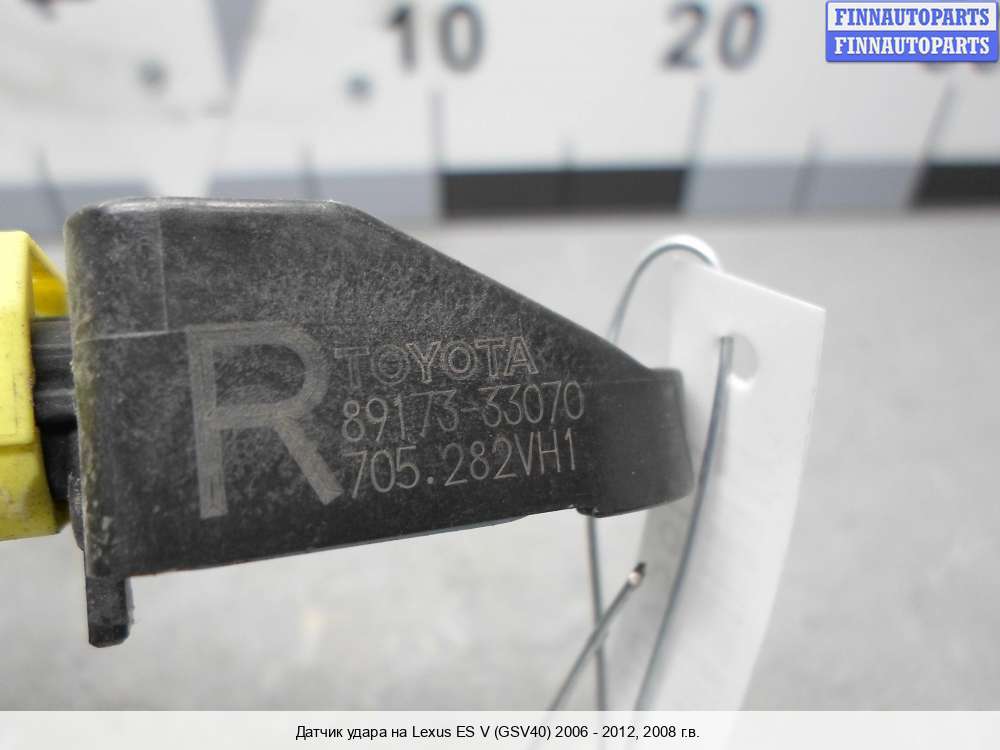 FINNAUTOPARTS
FINNAUTOPARTS
10 20
R
TOYOTA
89173-33070
705.282VH1
Датчик удара на Lexus ES V (GSV40) 2006 - 2012, 2008 г.в.